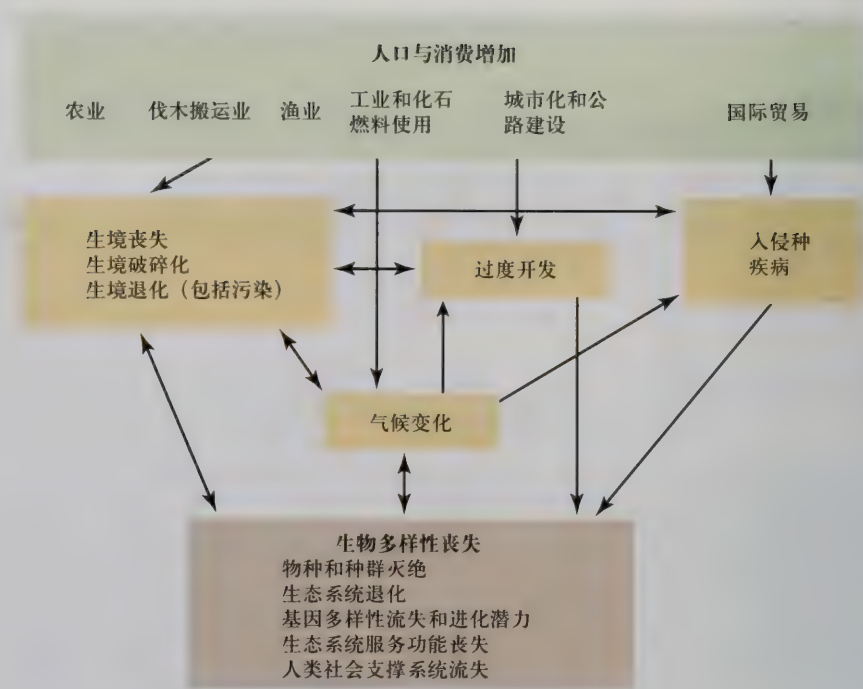 人口与消费增加
农业 伐木搬运业 渔业 工业和化石 城市化和公 国际贸易
燃料使用 路建设
生境丧失
生境破碎化
生境退化（包括污染）
过度开发
入侵种
疾病
气候变化
生物多样性丧失
物种和种群灭绝
生态系统退化
基因多样性流失和进化潜力
生态系统服务功能丧失
人类社会支撑系统流失